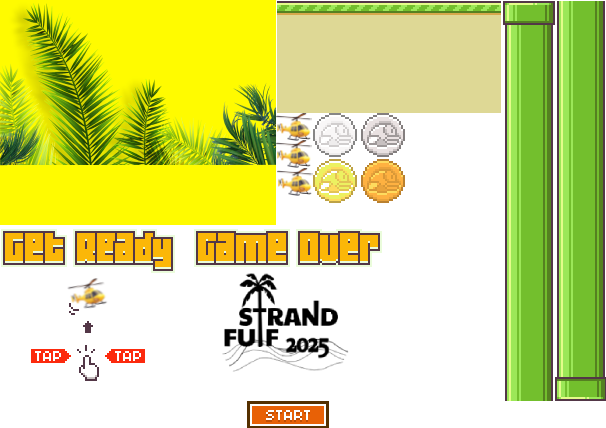 Get Ready
Game Over
TAP
TAP
STRAND
FUIF 2025
START